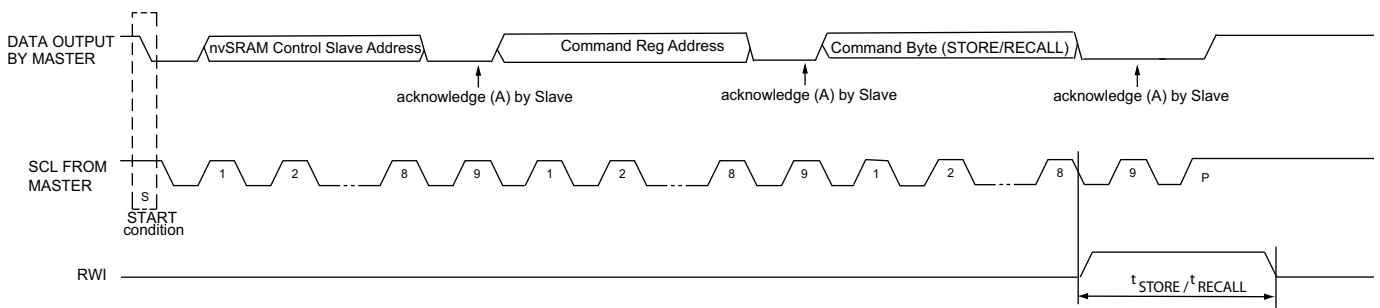 DATA OUTPUT
BY MASTER
nvSRAM Control Slave Address
Command Reg Address
Command Byte (STORE/RECALL)
acknowledge (A) by Slave
acknowledge (A) by Slave
acknowledge (A) by Slave
SCL FROM
MASTER
1 2 8 9 1 2 8 9 1 2 8 9 P
S
START
condition
RWI
t STORE / t RECALL